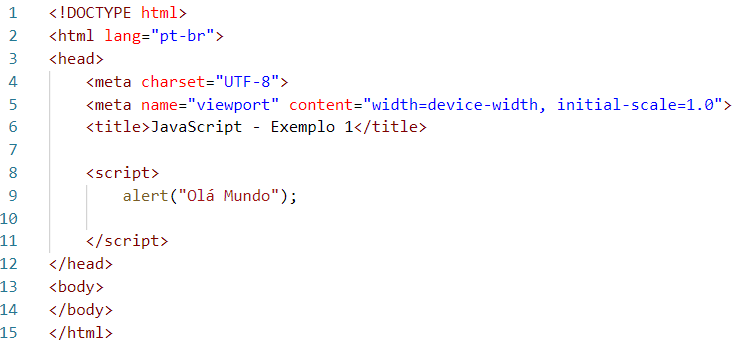 1 <!DOCTYPE html>
2 <html lang="pt-br">
3 <head>
4 <meta charset="UTF-8">
5 <meta name="viewport" content="width=device-width, initial-scale=1.0">
6 <title>JavaScript - Exemplo 1</title>
7
8 <script>
9 alert("Olá Mundo");
10
11 </script>
12 </head>
13 <body>
14 </body>
15 </html>